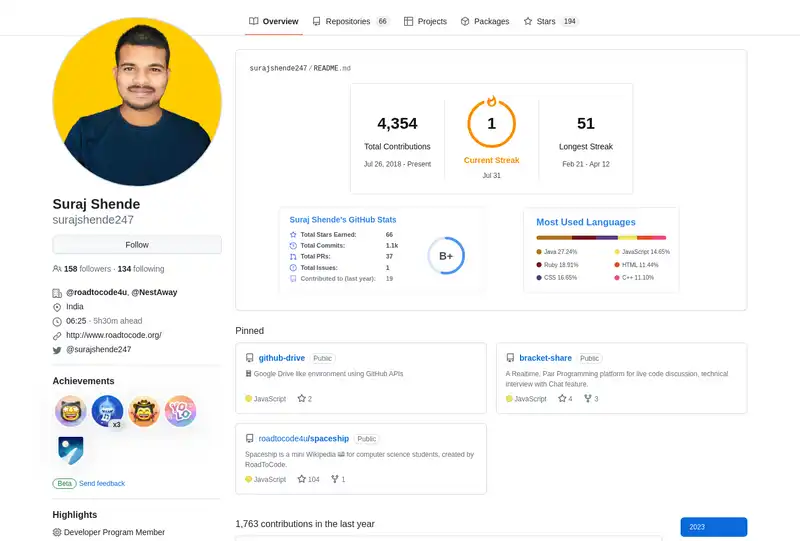 Overview
Repositories 66
Projects
Packages
Stars 194
Suraj Shende
surajshende247
Follow
158 followers · 134 following
@roadtocode4u, @NestAway
India
06:25 - 5h30m ahead
http://www.roadtocode.org/
@surajshende247
Achievements
x3
YOLO
Beta Send feedback
Highlights
Developer Program Member
surajshende247 / README.md
4,354
Total Contributions
Jul 26, 2018 - Present
1
Current Streak
Jul 31
51
Longest Streak
Feb 21 - Apr 12
Suraj Shende's GitHub Stats
Total Stars Earned: 66
Total Commits: 1.1k
Total PRs: 37
Total Issues: 1
Contributed to (last year): 19
B+
Most Used Languages
Java 27.24%
JavaScript 14.65%
Ruby 18.91%
HTML 11.44%
CSS 16.65%
C++ 11.10%
Pinned
github-drive Public
Google Drive like environment using GitHub APIs
JavaScript 2
bracket-share Public
A Realtime, Pair Programming platform for live code discussion, technical
interview with Chat feature.
JavaScript 4 3
roadtocode4u/spaceship Public
Spaceship is a mini Wikipedia for computer science students, created by
RoadToCode.
JavaScript 104 1
1,763 contributions in the last year
2023